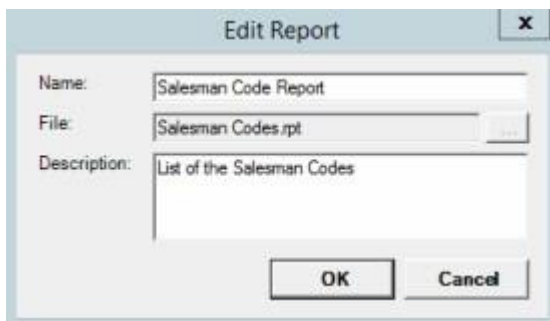 Edit Report
x
Name: Salesman Code Report
File: Salesman Codes.rpt ...
Description: List of the Salesman Codes
OK Cancel